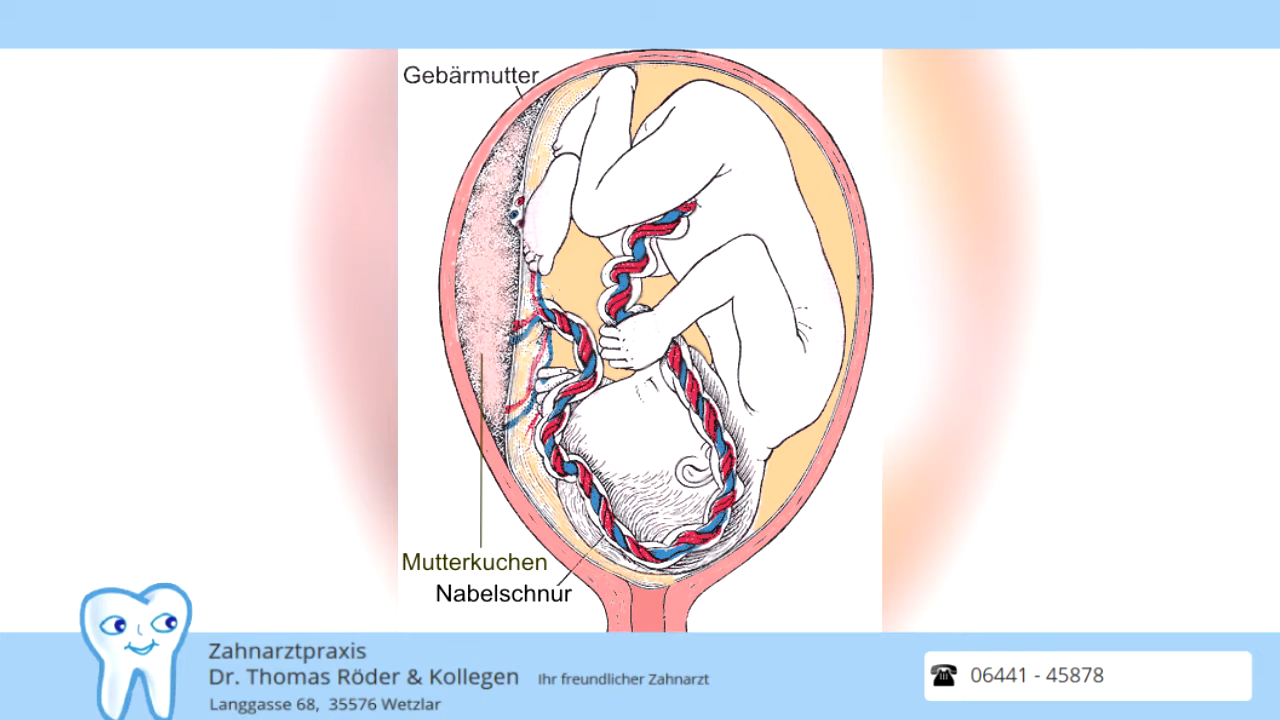 Gebärmutter
Mutterkuchen
Nabelschnur
Zahnarztpraxis
Dr. Thomas Röder & Kollegen Ihr freundlicher Zahnarzt
Langgasse 68, 35576 Wetzlar
06441 - 45878